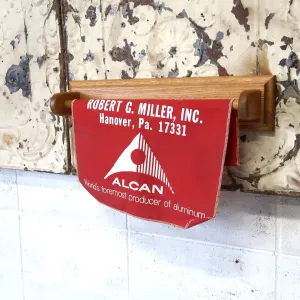 ROBERT G. MILLER, INC.
Hanover, Pa. 17331
ALCAN
World's foremost producer of aluminum